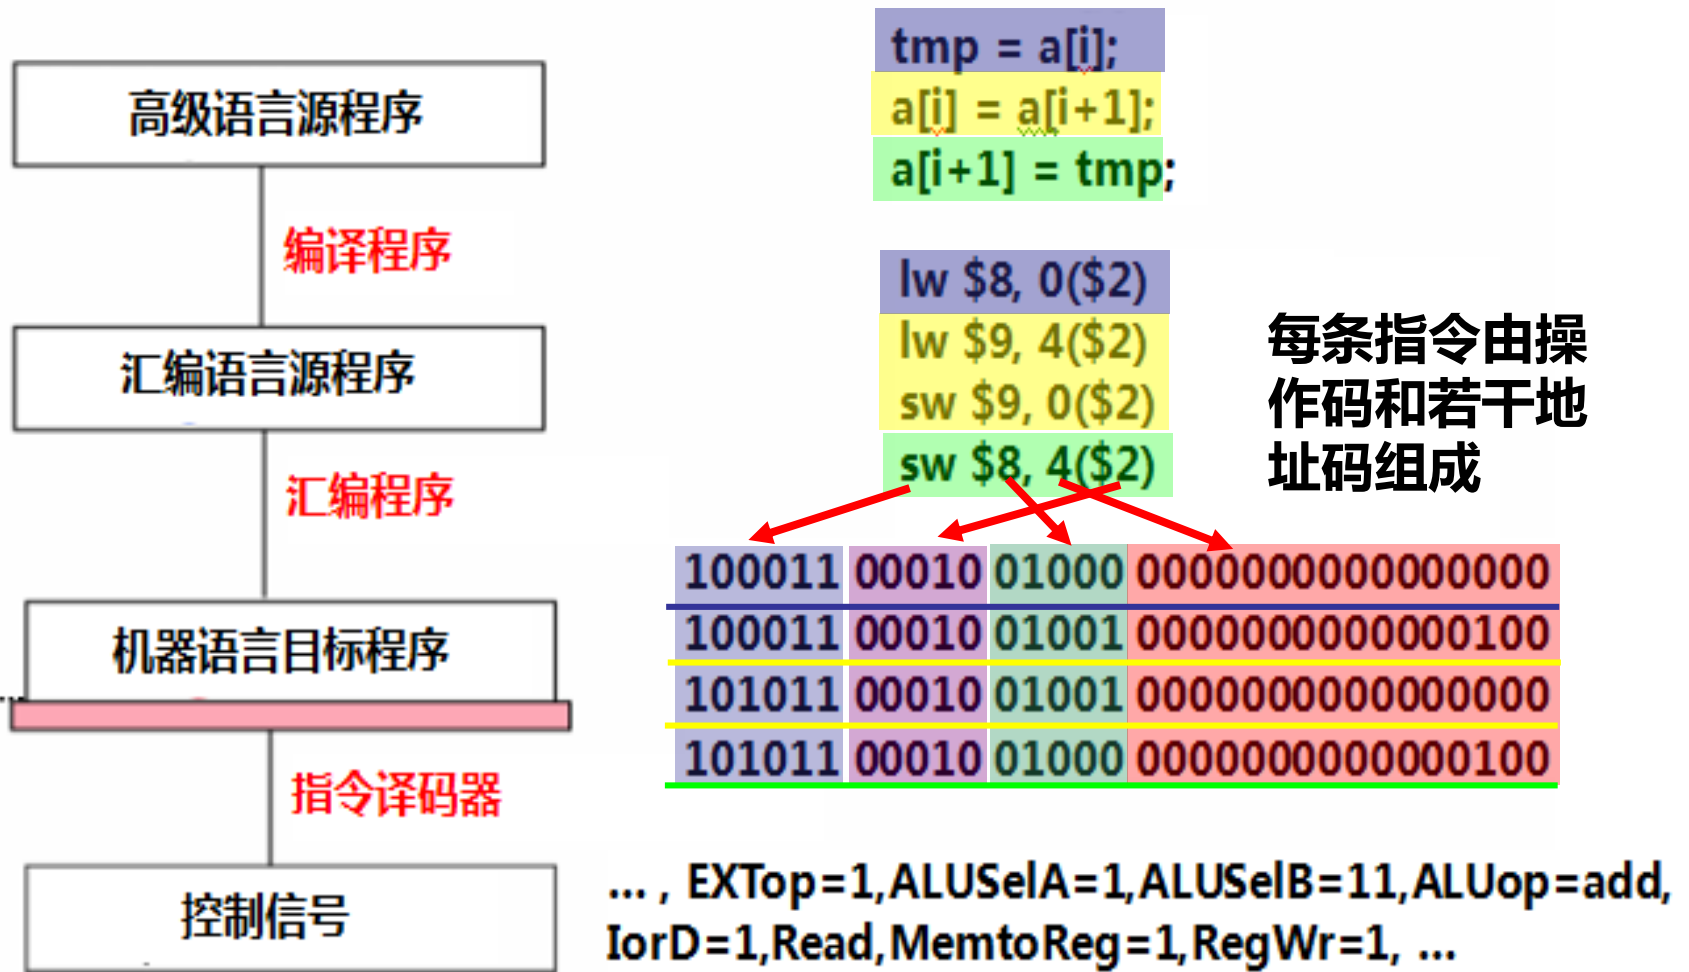 高级语言源程序
编译程序
汇编语言源程序
汇编程序
机器语言目标程序
指令译码器
控制信号
tmp = a[i];
a[i] = a[i+1];
a[i+1] = tmp;
lw $8, 0($2)
lw $9, 4($2)
sw $9, 0($2)
sw $8, 4($2)
每条指令由操
作码和若干地
址码组成
100011 00010 01000 0000000000000000
100011 00010 01001 0000000000000100
101011 00010 01001 0000000000000000
101011 00010 01000 0000000000000100
... , EXTop=1,ALUSelA=1,ALUSelB=11,ALUop=add,
IorD=1,Read,MemtoReg=1,RegWr=1, ...